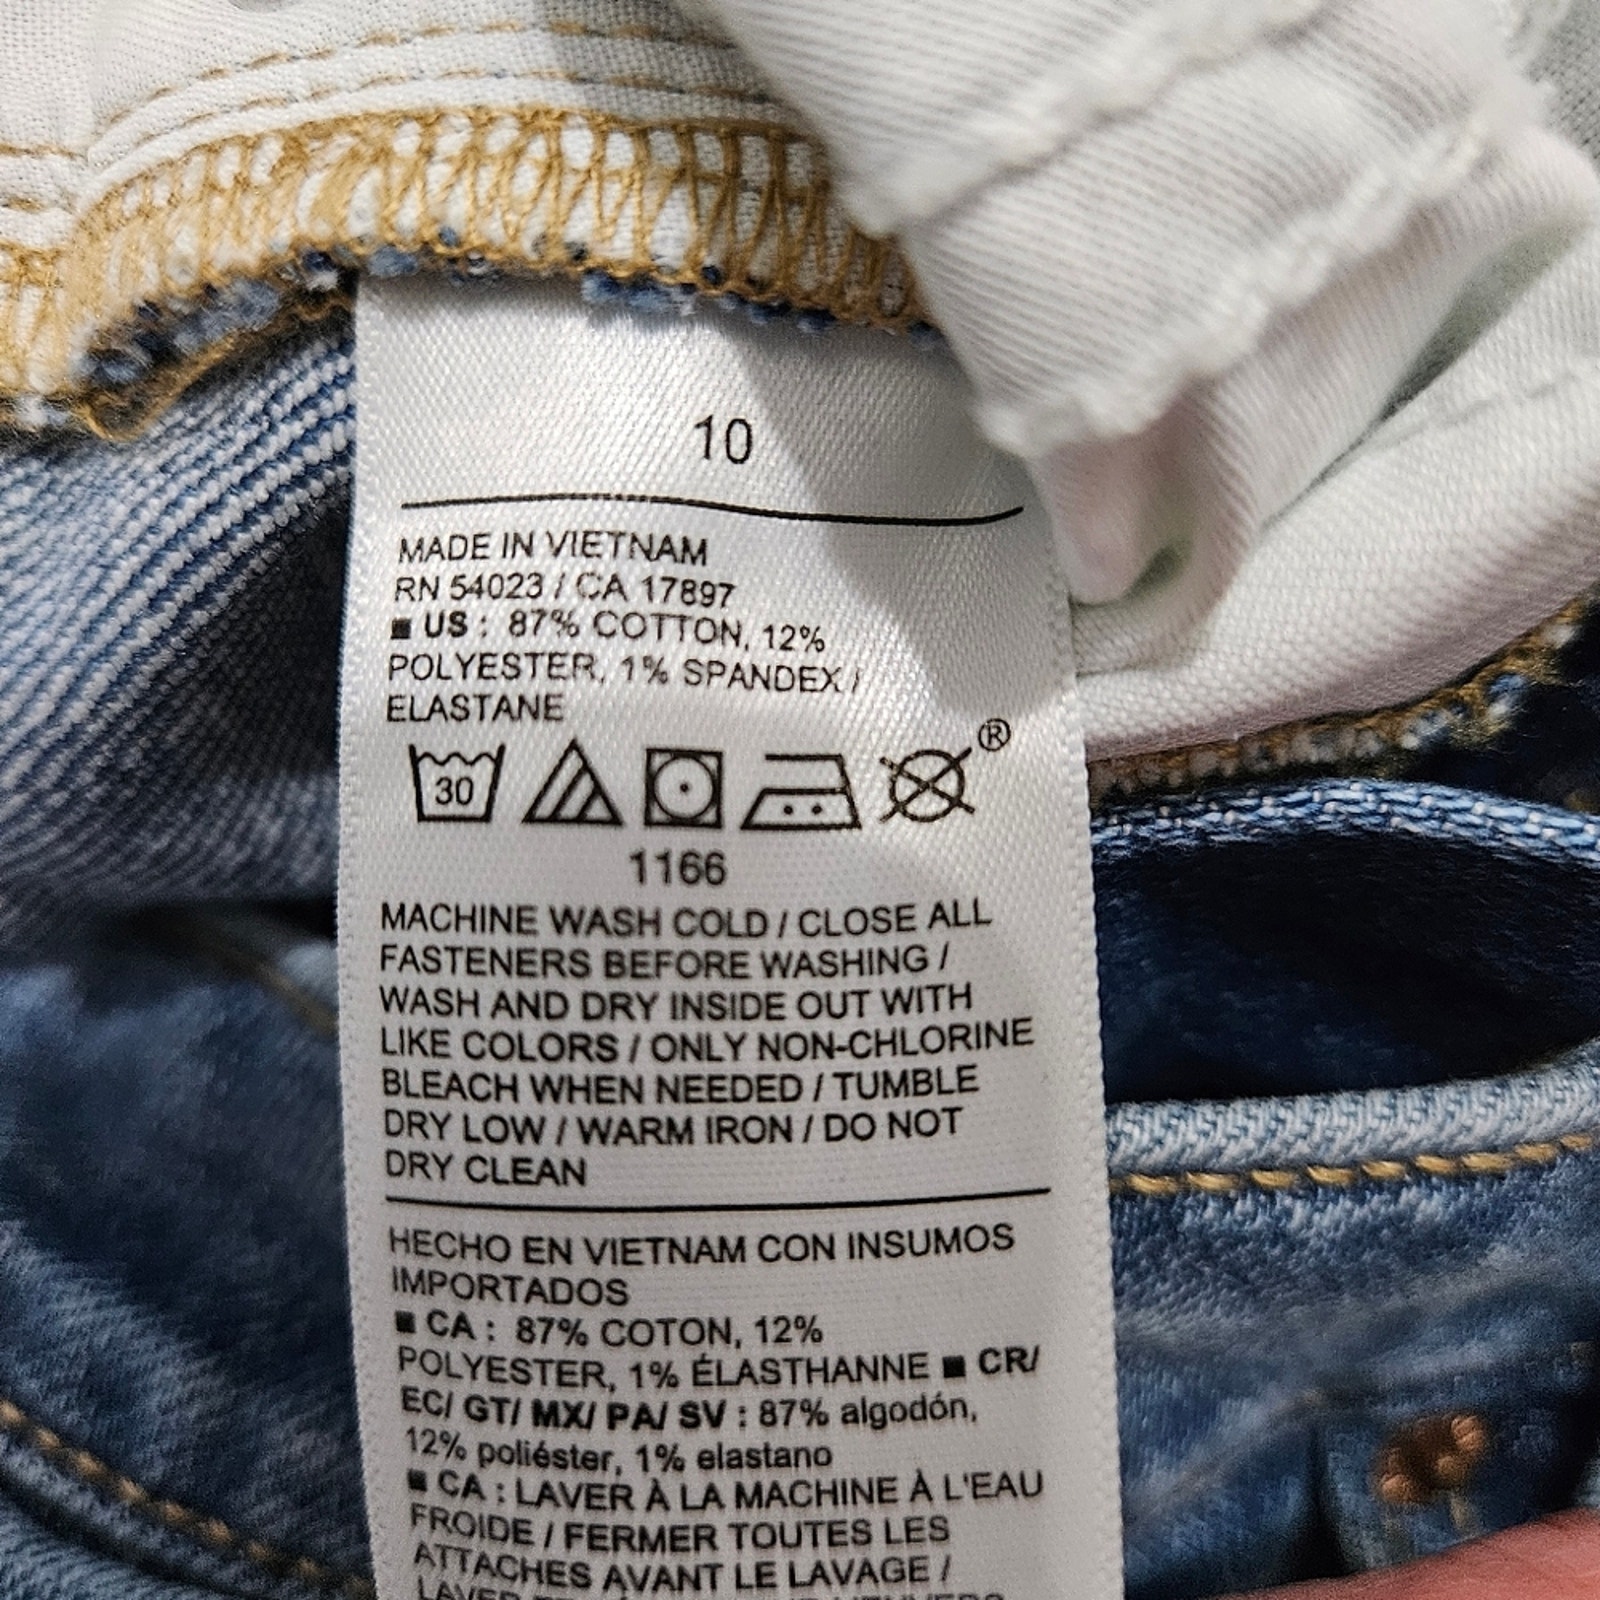 10
MADE IN VIETNAM
RN 54023 / CA 17897
■ US : 87% COTTON, 12%
POLYESTER, 1% SPANDEX /
ELASTANE
30
®
1166
MACHINE WASH COLD / CLOSE ALL
FASTENERS BEFORE WASHING /
WASH AND DRY INSIDE OUT WITH
LIKE COLORS / ONLY NON-CHLORINE
BLEACH WHEN NEEDED / TUMBLE
DRY LOW / WARM IRON / DO NOT
DRY CLEAN
HECHO EN VIETNAM CON INSUMOS
IMPORTADOS
■ CA : 87% COTON, 12%
POLYESTER, 1% ÉLASTHANNE ■ CR/
EC/ GT/ MX/ PA/ SV : 87% algodón,
12% poliéster, 1% elastano
■ CA : LAVER À LA MACHINE À L'EAU
FROIDE / FERMER TOUTES LES
ATTACHES AVANT LE LAVAGE /